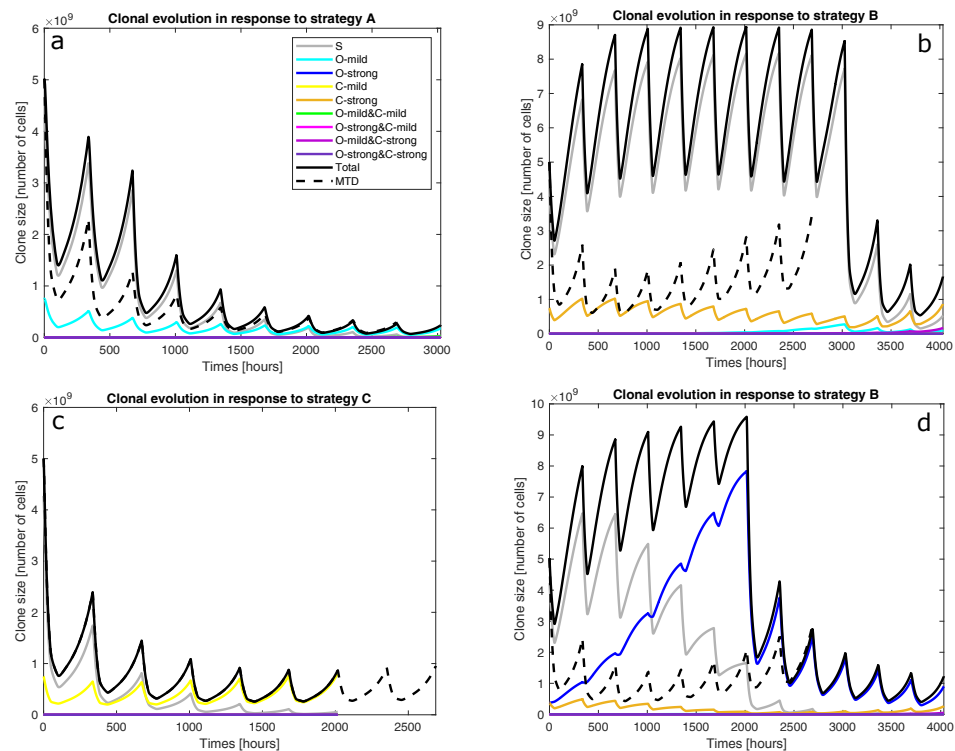 Clonal evolution in response to strategy A
×10^9
a
6
5
4
3
2
1
0
Clone size [number of cells]
0 500 1000 1500 2000 2500 3000
Times [hours]
S
O-mild
O-strong
C-mild
C-strong
O-mild&C-mild
O-strong&C-mild
O-mild&C-strong
O-strong&C-strong
Total
MTD
Clonal evolution in response to strategy B
×10^9
b
9
8
7
6
5
4
3
2
1
0
Clone size [number of cells]
0 500 1000 1500 2000 2500 3000 3500 4000
Times [hours]
Clonal evolution in response to strategy C
×10^9
c
6
5
4
3
2
1
0
Clone size [number of cells]
0 500 1000 1500 2000 2500
Times [hours]
Clonal evolution in response to strategy B
×10^9
d
10
9
8
7
6
5
4
3
2
1
0
Clone size [number of cells]
0 500 1000 1500 2000 2500 3000 3500 4000
Times [hours]